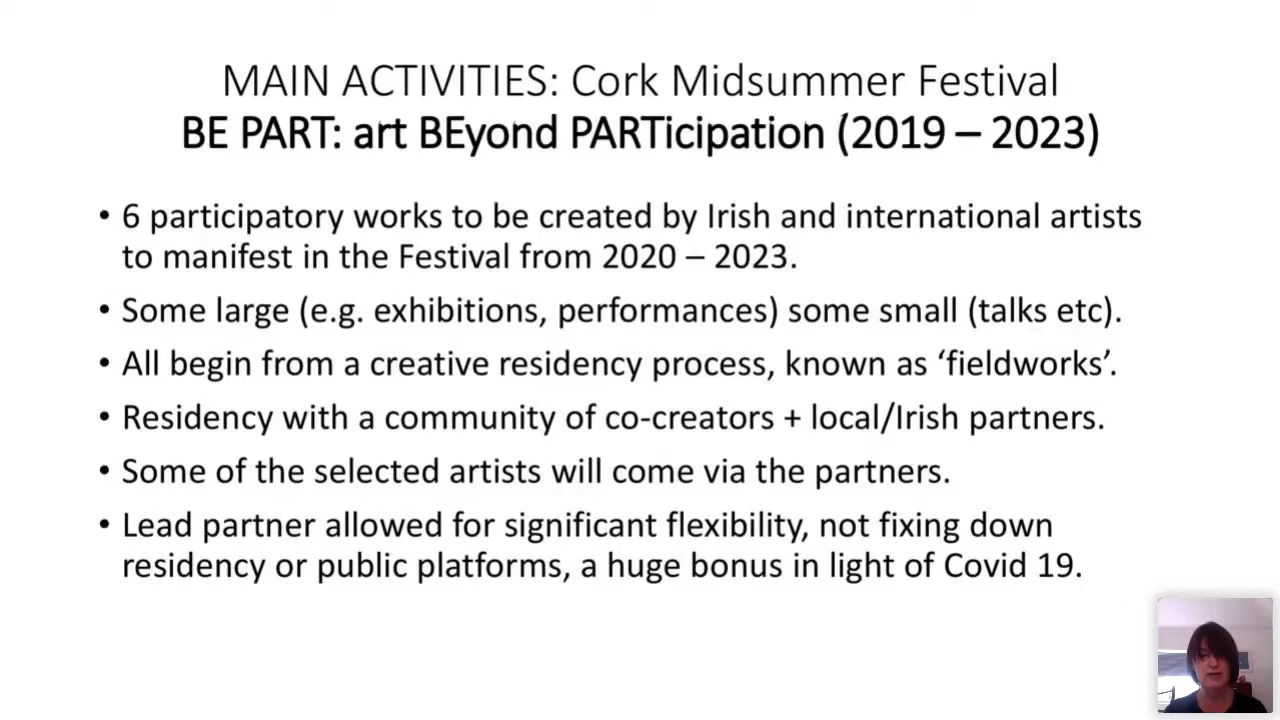 MAIN ACTIVITIES: Cork Midsummer Festival
BE PART: art BEyond PARTicipation (2019 – 2023)
• 6 participatory works to be created by Irish and international artists
to manifest in the Festival from 2020 – 2023.
• Some large (e.g. exhibitions, performances) some small (talks etc).
• All begin from a creative residency process, known as ‘fieldworks’.
• Residency with a community of co-creators + local/Irish partners.
• Some of the selected artists will come via the partners.
• Lead partner allowed for significant flexibility, not fixing down
residency or public platforms, a huge bonus in light of Covid 19.